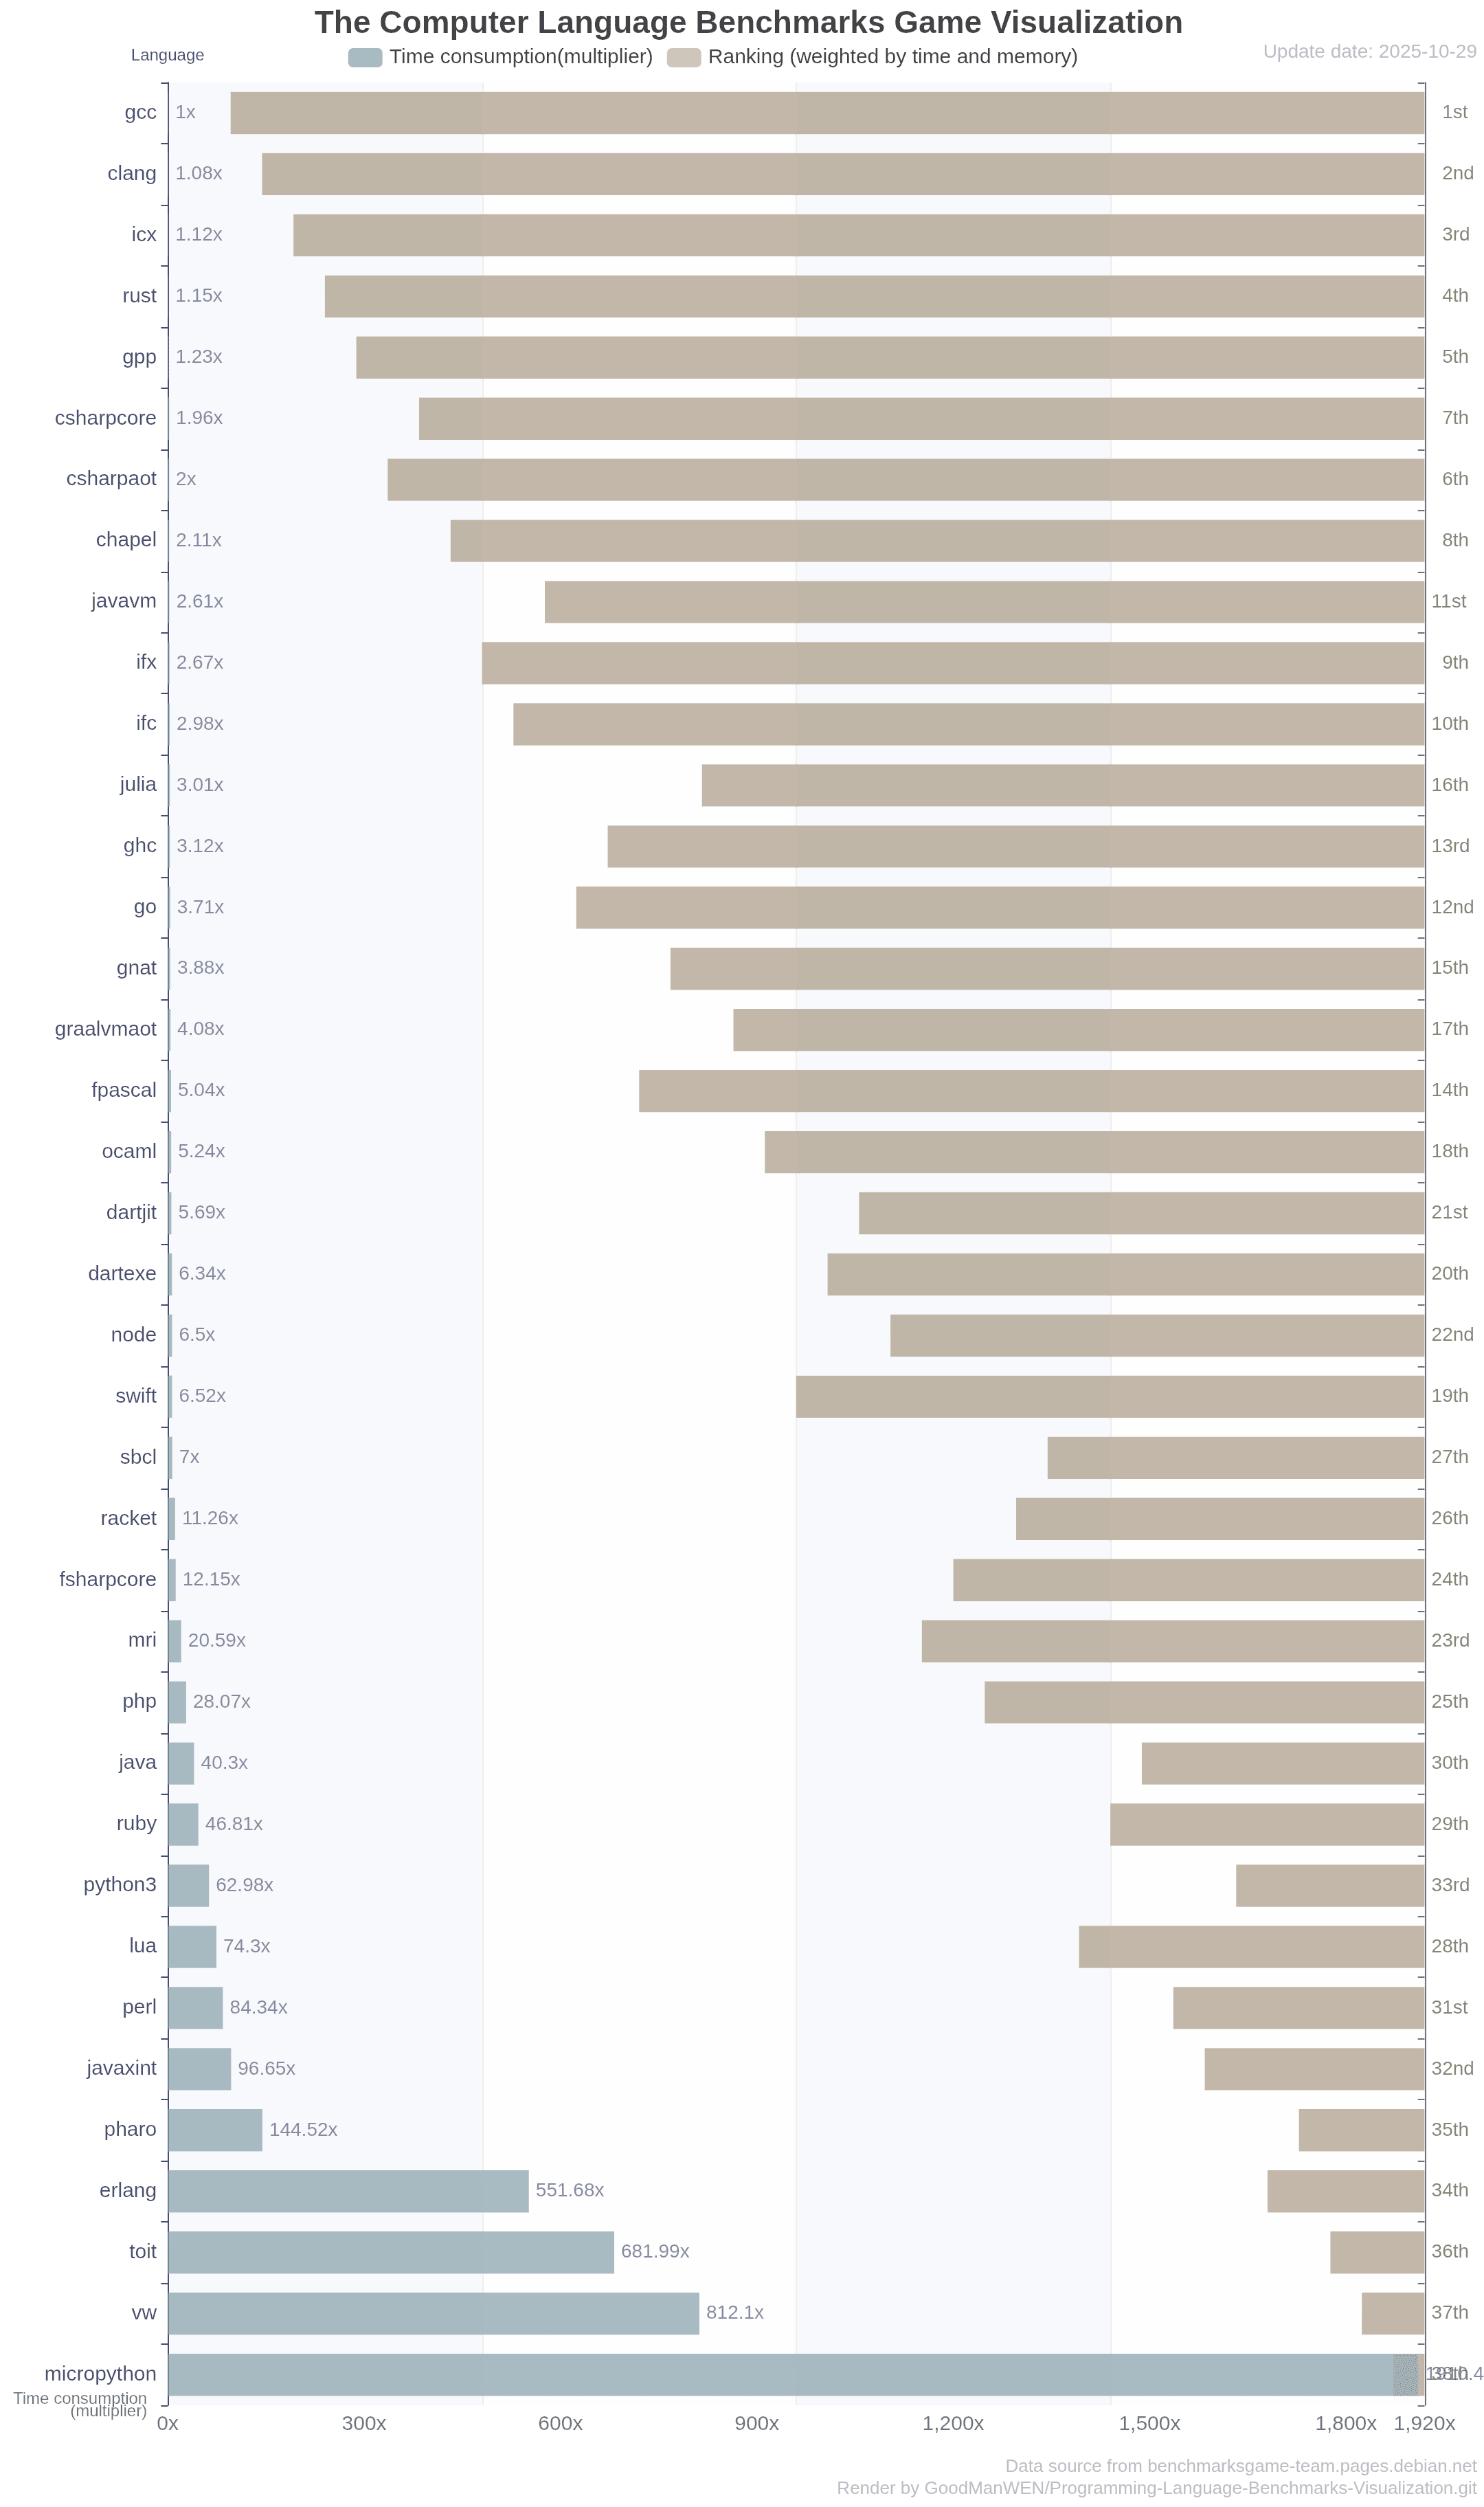 The Computer Language Benchmarks Game Visualization
Language Time consumption(multiplier) Ranking (weighted by time and memory) Update date: 2025-10-29
gcc 1x 1st
clang 1.08x 2nd
icx 1.12x 3rd
rust 1.15x 4th
gpp 1.23x 5th
csharpcore 1.96x 7th
csharpaot 2x 6th
chapel 2.11x 8th
javavm 2.61x 11st
ifx 2.67x 9th
ifc 2.98x 10th
julia 3.01x 16th
ghc 3.12x 13rd
go 3.71x 12nd
gnat 3.88x 15th
graalvmaot 4.08x 17th
fpascal 5.04x 14th
ocaml 5.24x 18th
dartjit 5.69x 21st
dartexe 6.34x 20th
node 6.5x 22nd
swift 6.52x 19th
sbcl 7x 27th
racket 11.26x 26th
fsharpcore 12.15x 24th
mri 20.59x 23rd
php 28.07x 25th
java 40.3x 30th
ruby 46.81x 29th
python3 62.98x 33rd
lua 74.3x 28th
perl 84.34x 31st
javaxint 96.65x 32nd
pharo 144.52x 35th
erlang 551.68x 34th
toit 681.99x 36th
vw 812.1x 37th
micropython 38th
Time consumption
(multiplier)
0x 300x 600x 900x 1,200x 1,500x 1,800x 1,920x
Data source from benchmarksgame-team.pages.debian.net
Render by GoodManWEN/Programming-Language-Benchmarks-Visualization.git